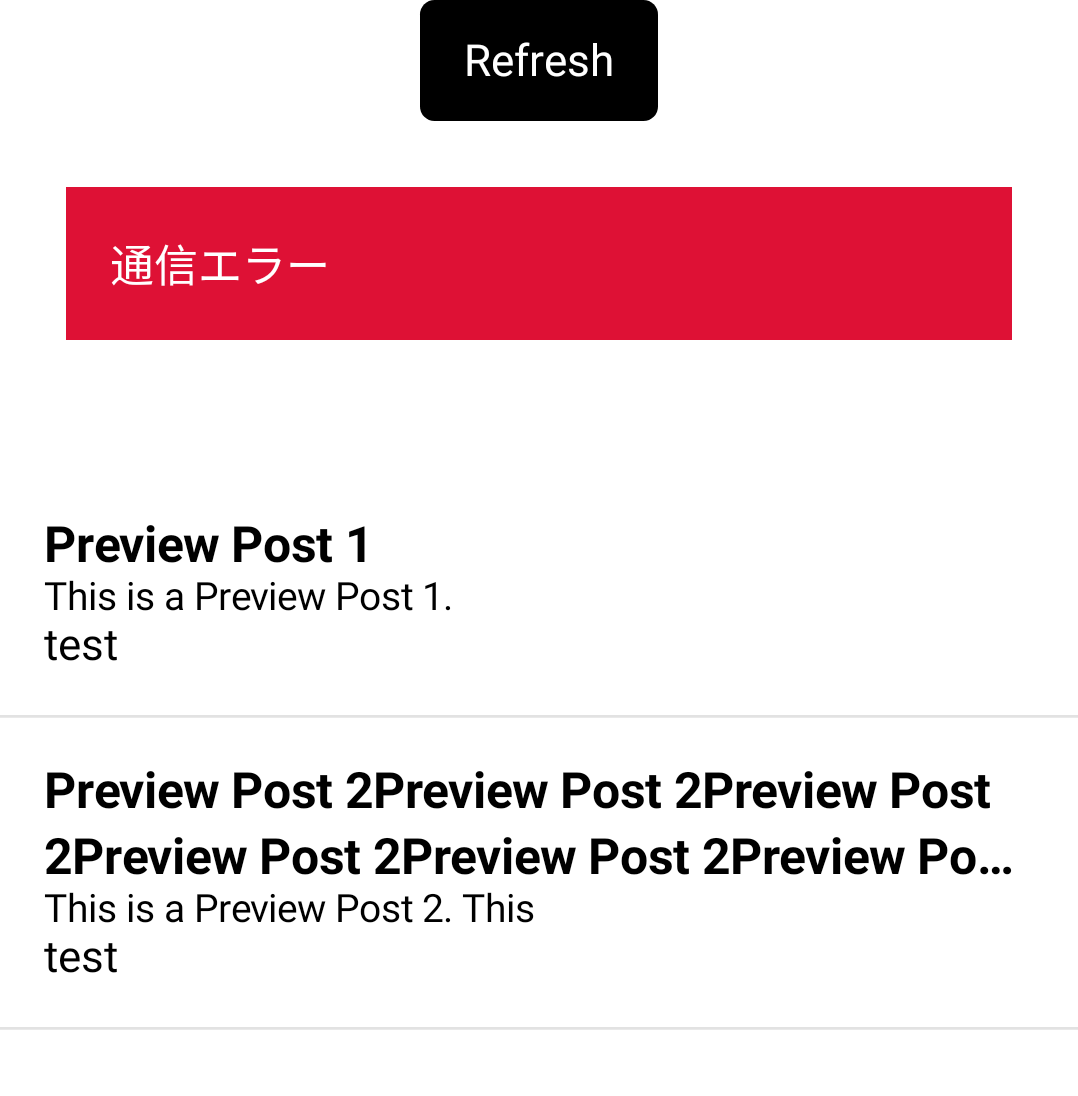 Refresh
通信エラー
Preview Post 1
This is a Preview Post 1.
test
Preview Post 2Preview Post 2Preview Post
2Preview Post 2Preview Post 2Preview Po…
This is a Preview Post 2. This
test